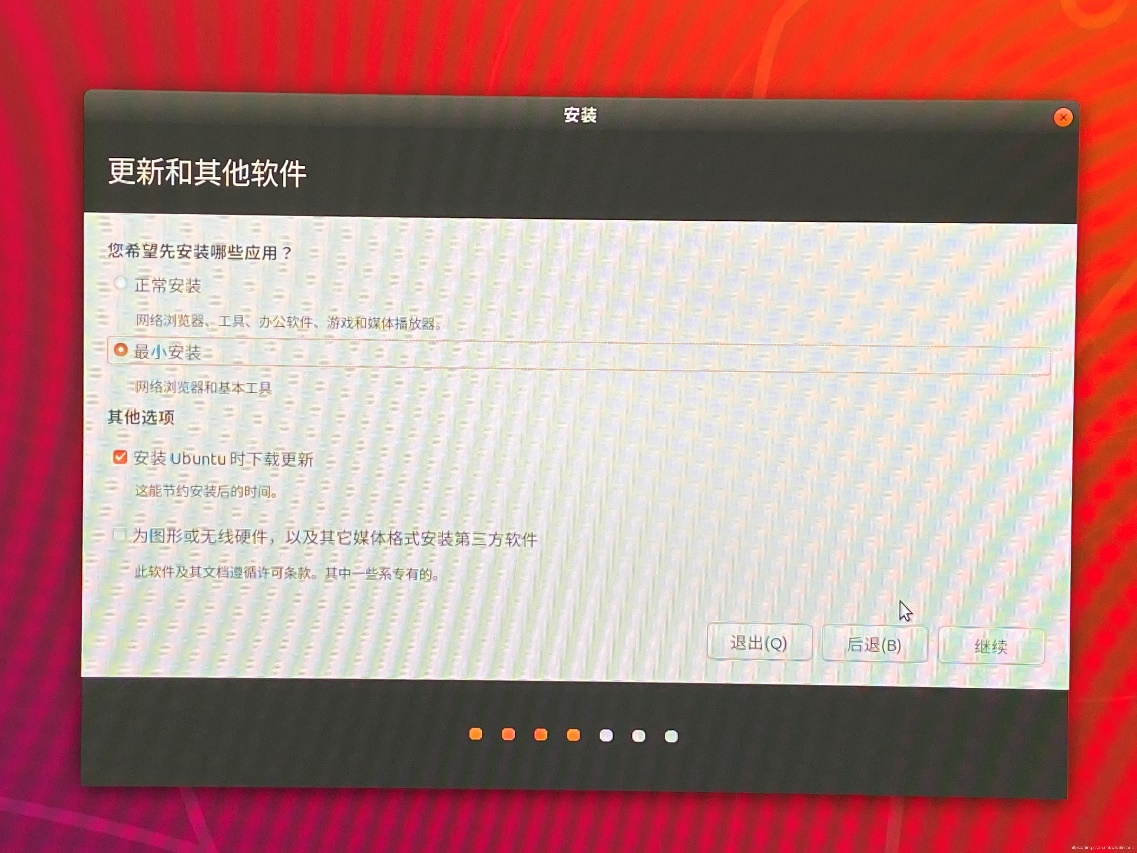 安装
更新和其他软件
您希望先安装哪些应用？
正常安装
网络浏览器、工具、办公软件、游戏和媒体播放器。
最小安装
网络浏览器和基本工具
其他选项
安装 Ubuntu 时下载更新
这能节约安装后的时间。
为图形或无线硬件，以及其它媒体格式安装第三方软件
此软件及其文档遵循许可条款。其中一些系专有的。
退出(Q)
后退(B)
继续